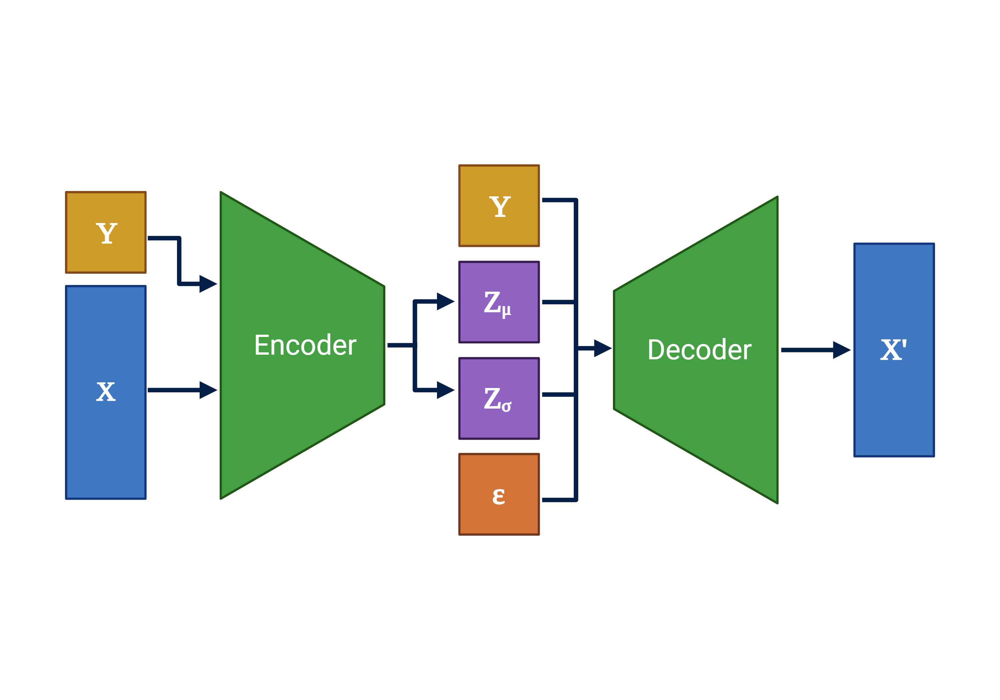 Y
X
Encoder
Y
Zμ
Zσ
ε
Decoder
X'